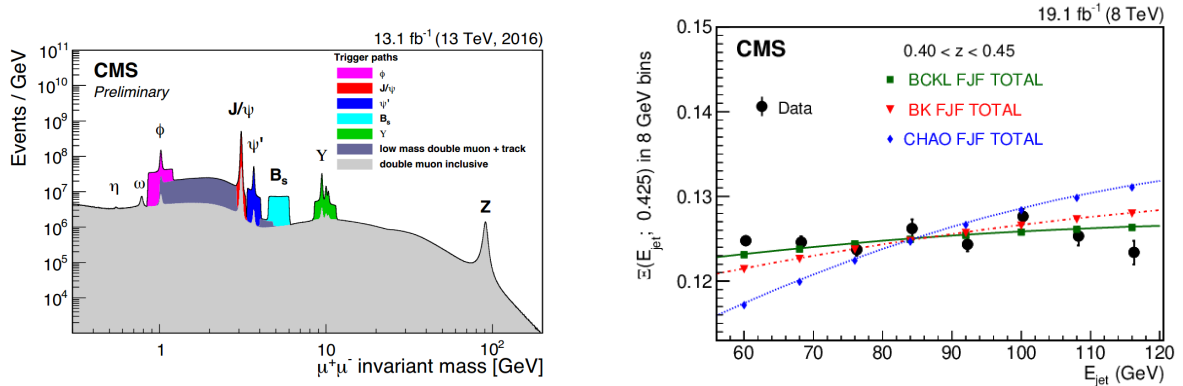 13.1 fb⁻¹ (13 TeV, 2016)
Events / GeV
10¹¹
10¹⁰
10⁹
10⁸
10⁷
10⁶
10⁵
10⁴
CMS
Preliminary
Trigger paths
ϕ
J/ψ
ψ'
Bₛ
Υ
low mass double muon + track
double muon inclusive
η
ω
ϕ
J/ψ
ψ'
Bₛ
Υ
Z
1
10
10²
μ⁺μ⁻ invariant mass [GeV]
19.1 fb⁻¹ (8 TeV)
Ξ(E_jet; 0.425) in 8 GeV bins
0.15
0.14
0.13
0.12
CMS
0.40 < z < 0.45
Data
BCKL FJF TOTAL
BK FJF TOTAL
CHAO FJF TOTAL
60
70
80
90
100
110
120
E_jet (GeV)